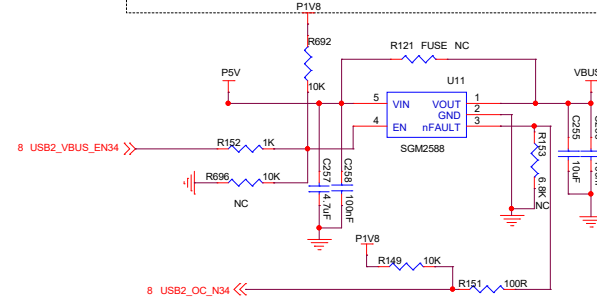 P1V8
R692
R121 FUSE NC
P5V
U11
VBUS
10K
5 VIN VOUT 1
GND 2
4 EN nFAULT 3
SGM2588
8 USB2_VBUS_EN34
R152 1K
R696 10K
NC
C257
4.7uF
C258
100nF
R153
6.8K
NC
C255
10uF
P1V8
R149 10K
8 USB2_OC_N34
R151 100R